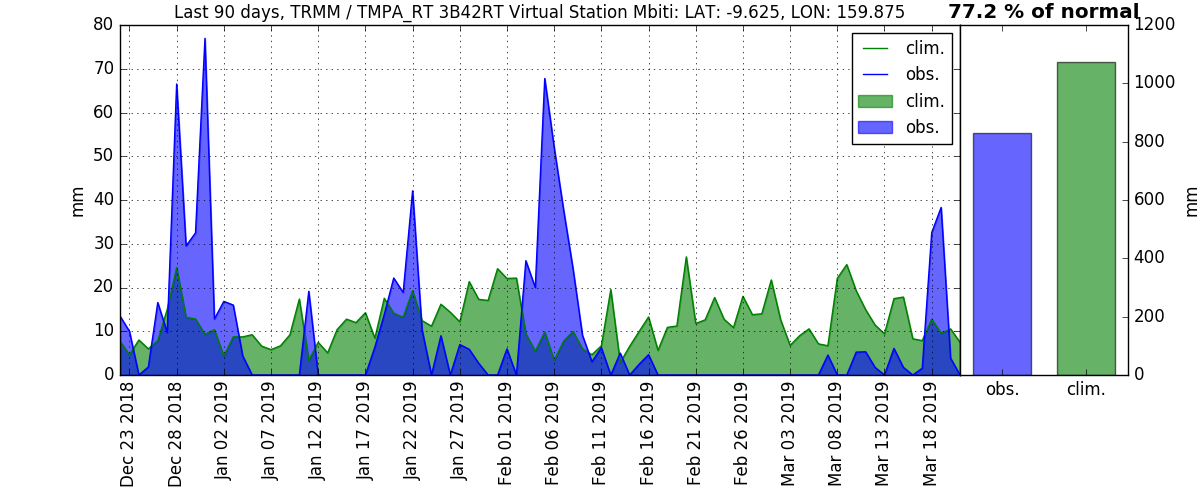 Last 90 days, TRMM / TMPA_RT 3B42RT Virtual Station Mbiti: LAT: -9.625, LON: 159.875
77.2 % of normal
80
70
60
50
40
30
20
10
0
mm
clim.
obs.
clim.
obs.
1200
1000
800
600
400
200
0
mm
Dec 23 2018
Dec 28 2018
Jan 02 2019
Jan 07 2019
Jan 12 2019
Jan 17 2019
Jan 22 2019
Jan 27 2019
Feb 01 2019
Feb 06 2019
Feb 11 2019
Feb 16 2019
Feb 21 2019
Feb 26 2019
Mar 03 2019
Mar 08 2019
Mar 13 2019
Mar 18 2019
obs.
clim.